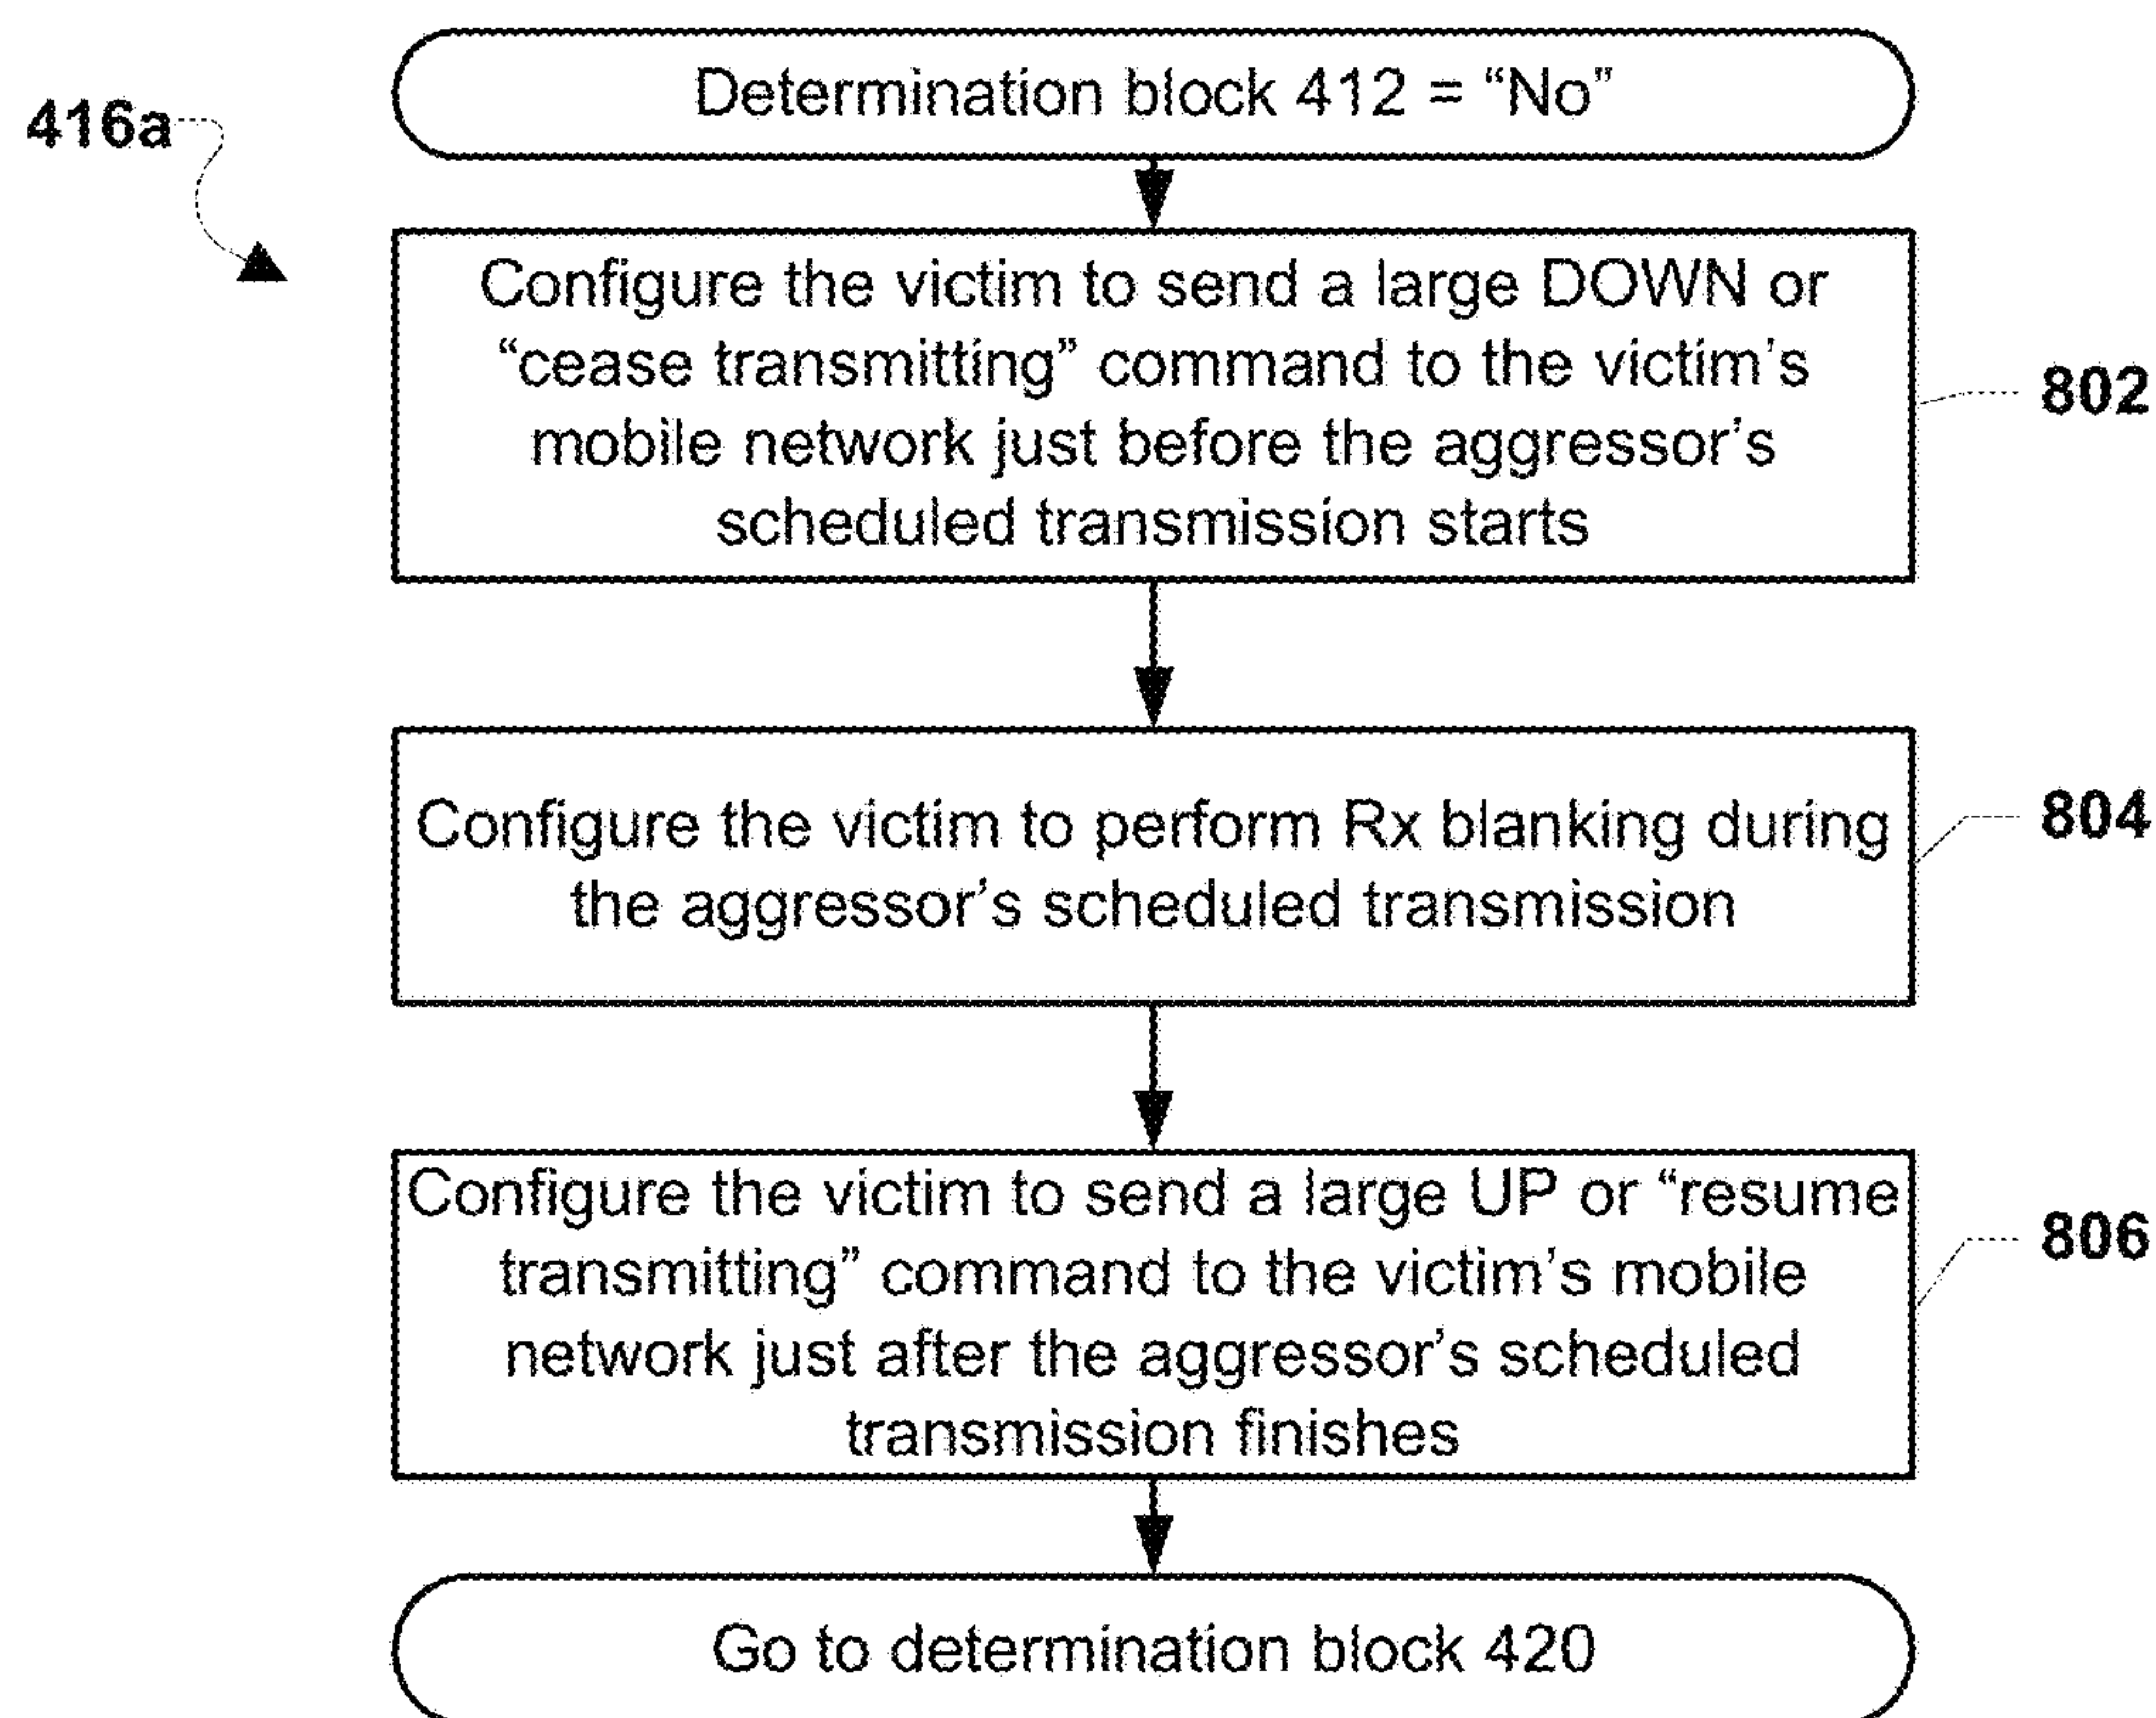 Determination block 412 = “No”
416a
Configure the victim to send a large DOWN or
“cease transmitting” command to the victim’s
mobile network just before the aggressor’s
scheduled transmission starts
802
Configure the victim to perform Rx blanking during
the aggressor’s scheduled transmission
804
Configure the victim to send a large UP or “resume
transmitting” command to the victim’s mobile
network just after the aggressor’s scheduled
transmission finishes
806
Go to determination block 420